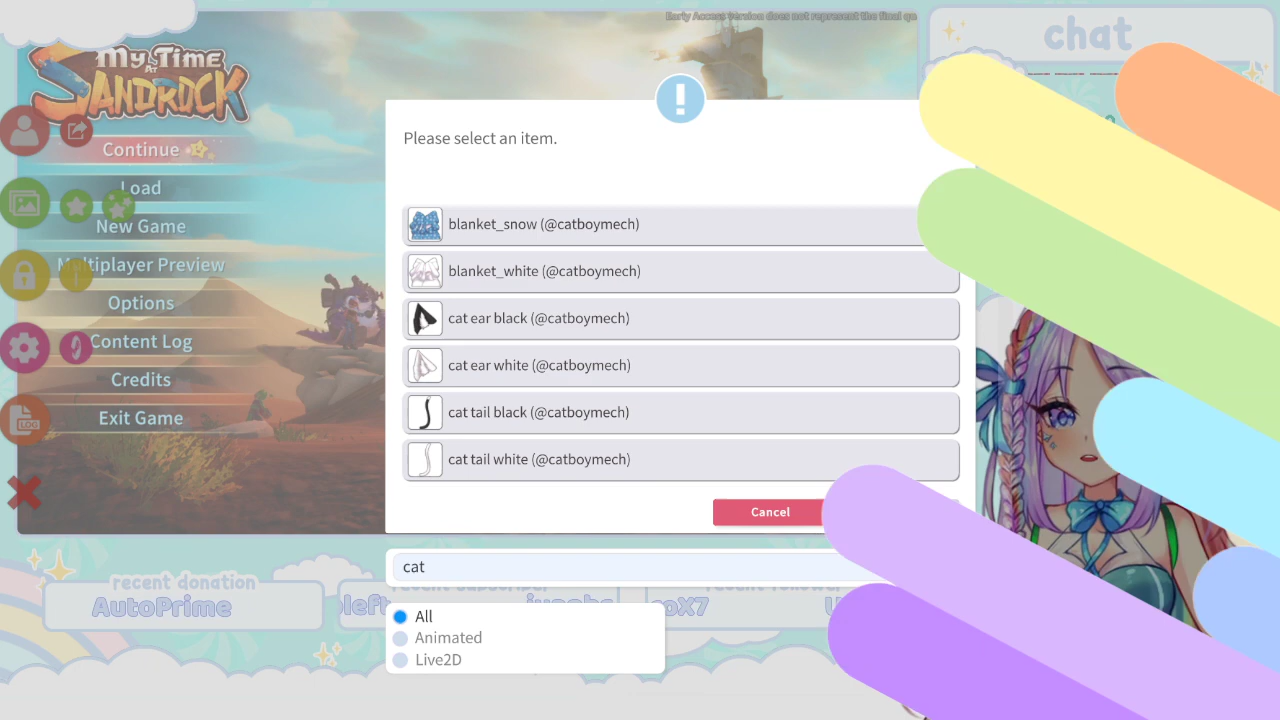 Early Access version does not represent the final qu
chat
My Time
AT
SANDROCK
Continue
Load
New Game
Multiplayer Preview
Options
Content Log
Credits
Exit Game
LOG
Please select an item.
blanket_snow (@catboymech)
blanket_white (@catboymech)
cat ear black (@catboymech)
cat ear white (@catboymech)
cat tail black (@catboymech)
cat tail white (@catboymech)
Cancel
cat
recent donation
AutoPrime
All
Animated
Live2D